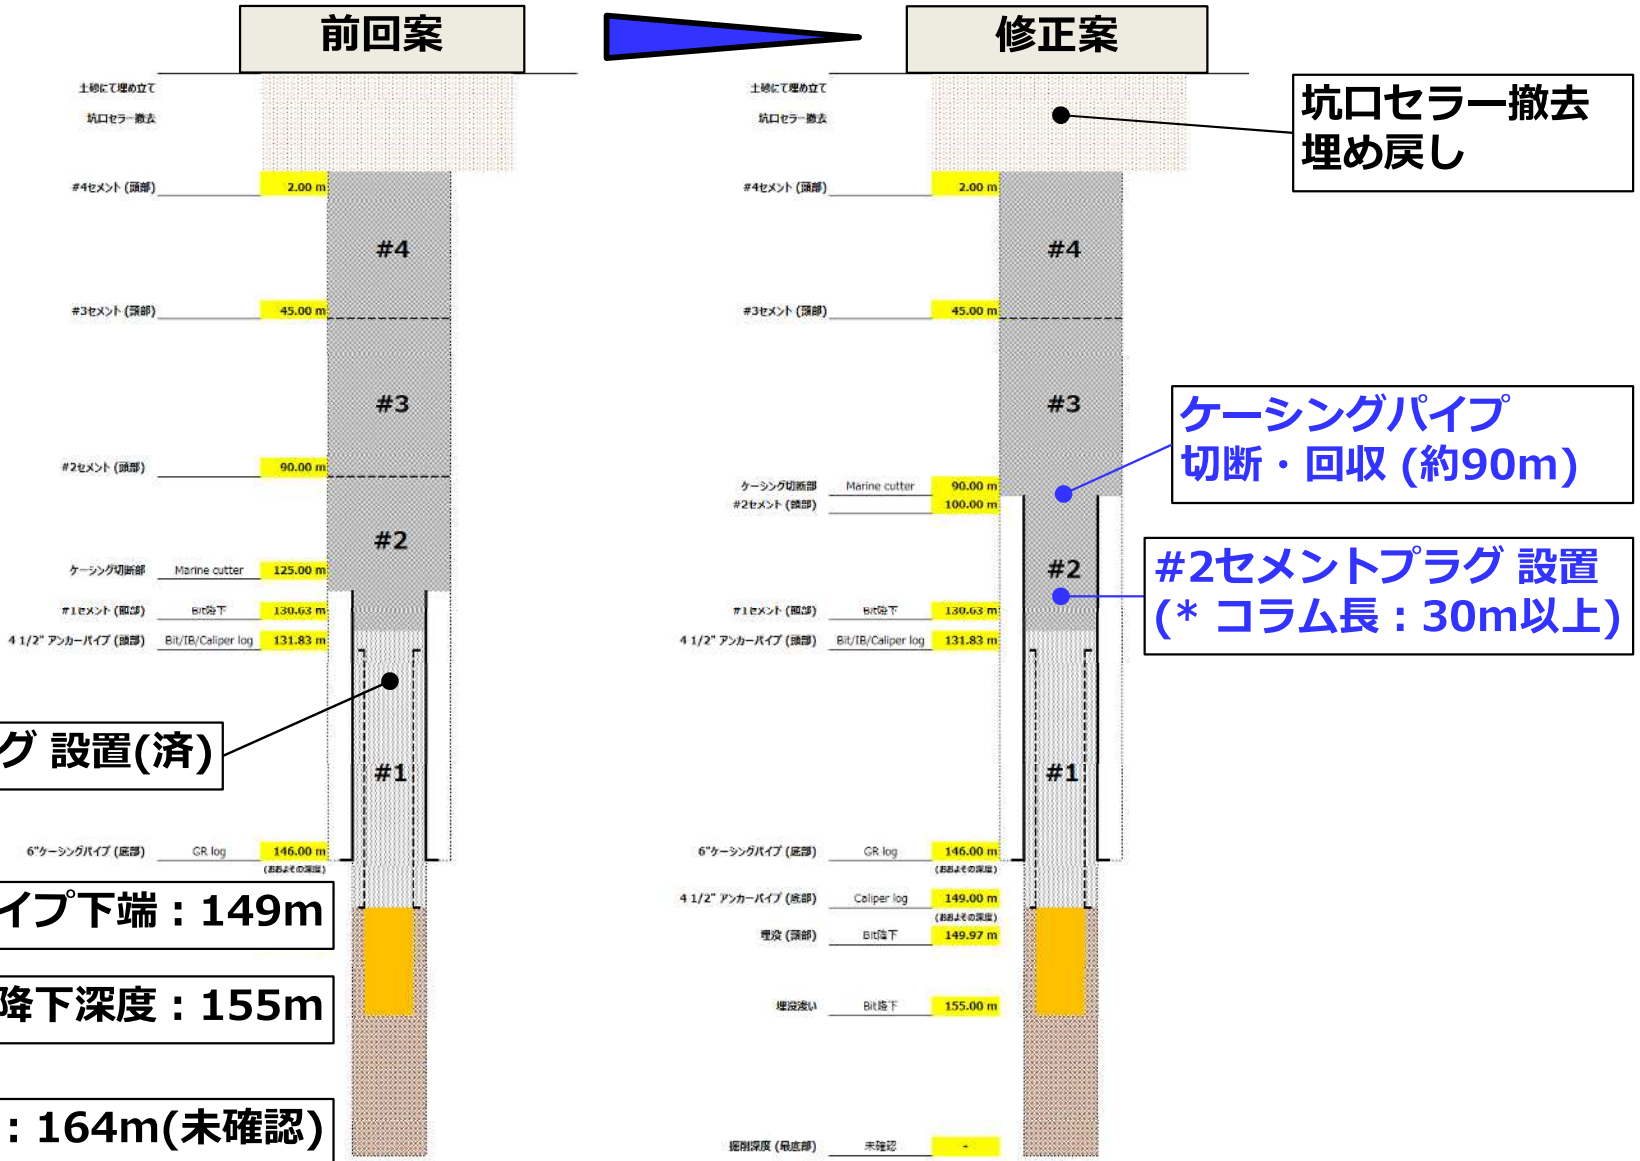 前回案
修正案
土砂にて埋め立て
坑口セラー撤去
#4セメント (頭部) 2.00 m
#4
#3セメント (頭部) 45.00 m
#3
#2セメント (頭部) 90.00 m
#2
ケーシング切断部 Marine cutter 125.00 m
#1セメント (頭部) Bit降下 130.63 m
4 1/2" アンカーパイプ (頭部) Bit/IB/Caliper log 131.83 m
グ 設置(済)
#1
6"ケーシングパイプ (底部) GR log 146.00 m
(おおよその深度)
イプ下端：149m
降下深度：155m
：164m(未確認)
土砂にて埋め立て
坑口セラー撤去
坑口セラー撤去
埋め戻し
#4セメント (頭部) 2.00 m
#4
#3セメント (頭部) 45.00 m
#3
ケーシングパイプ
切断・回収 (約90m)
ケーシング切断部 Marine cutter 90.00 m
#2セメント (頭部) 100.00 m
#2
#2セメントプラグ 設置
(* コラム長：30m以上)
#1セメント (頭部) Bit降下 130.63 m
4 1/2" アンカーパイプ (頭部) Bit/IB/Caliper log 131.83 m
#1
6"ケーシングパイプ (底部) GR log 146.00 m
(おおよその深度)
4 1/2" アンカーパイプ (底部) Caliper log 149.00 m
(おおよその深度)
埋没 (頭部) Bit降下 149.97 m
埋没浚い Bit降下 155.00 m
掘削深度 (最底部) 未確認 -